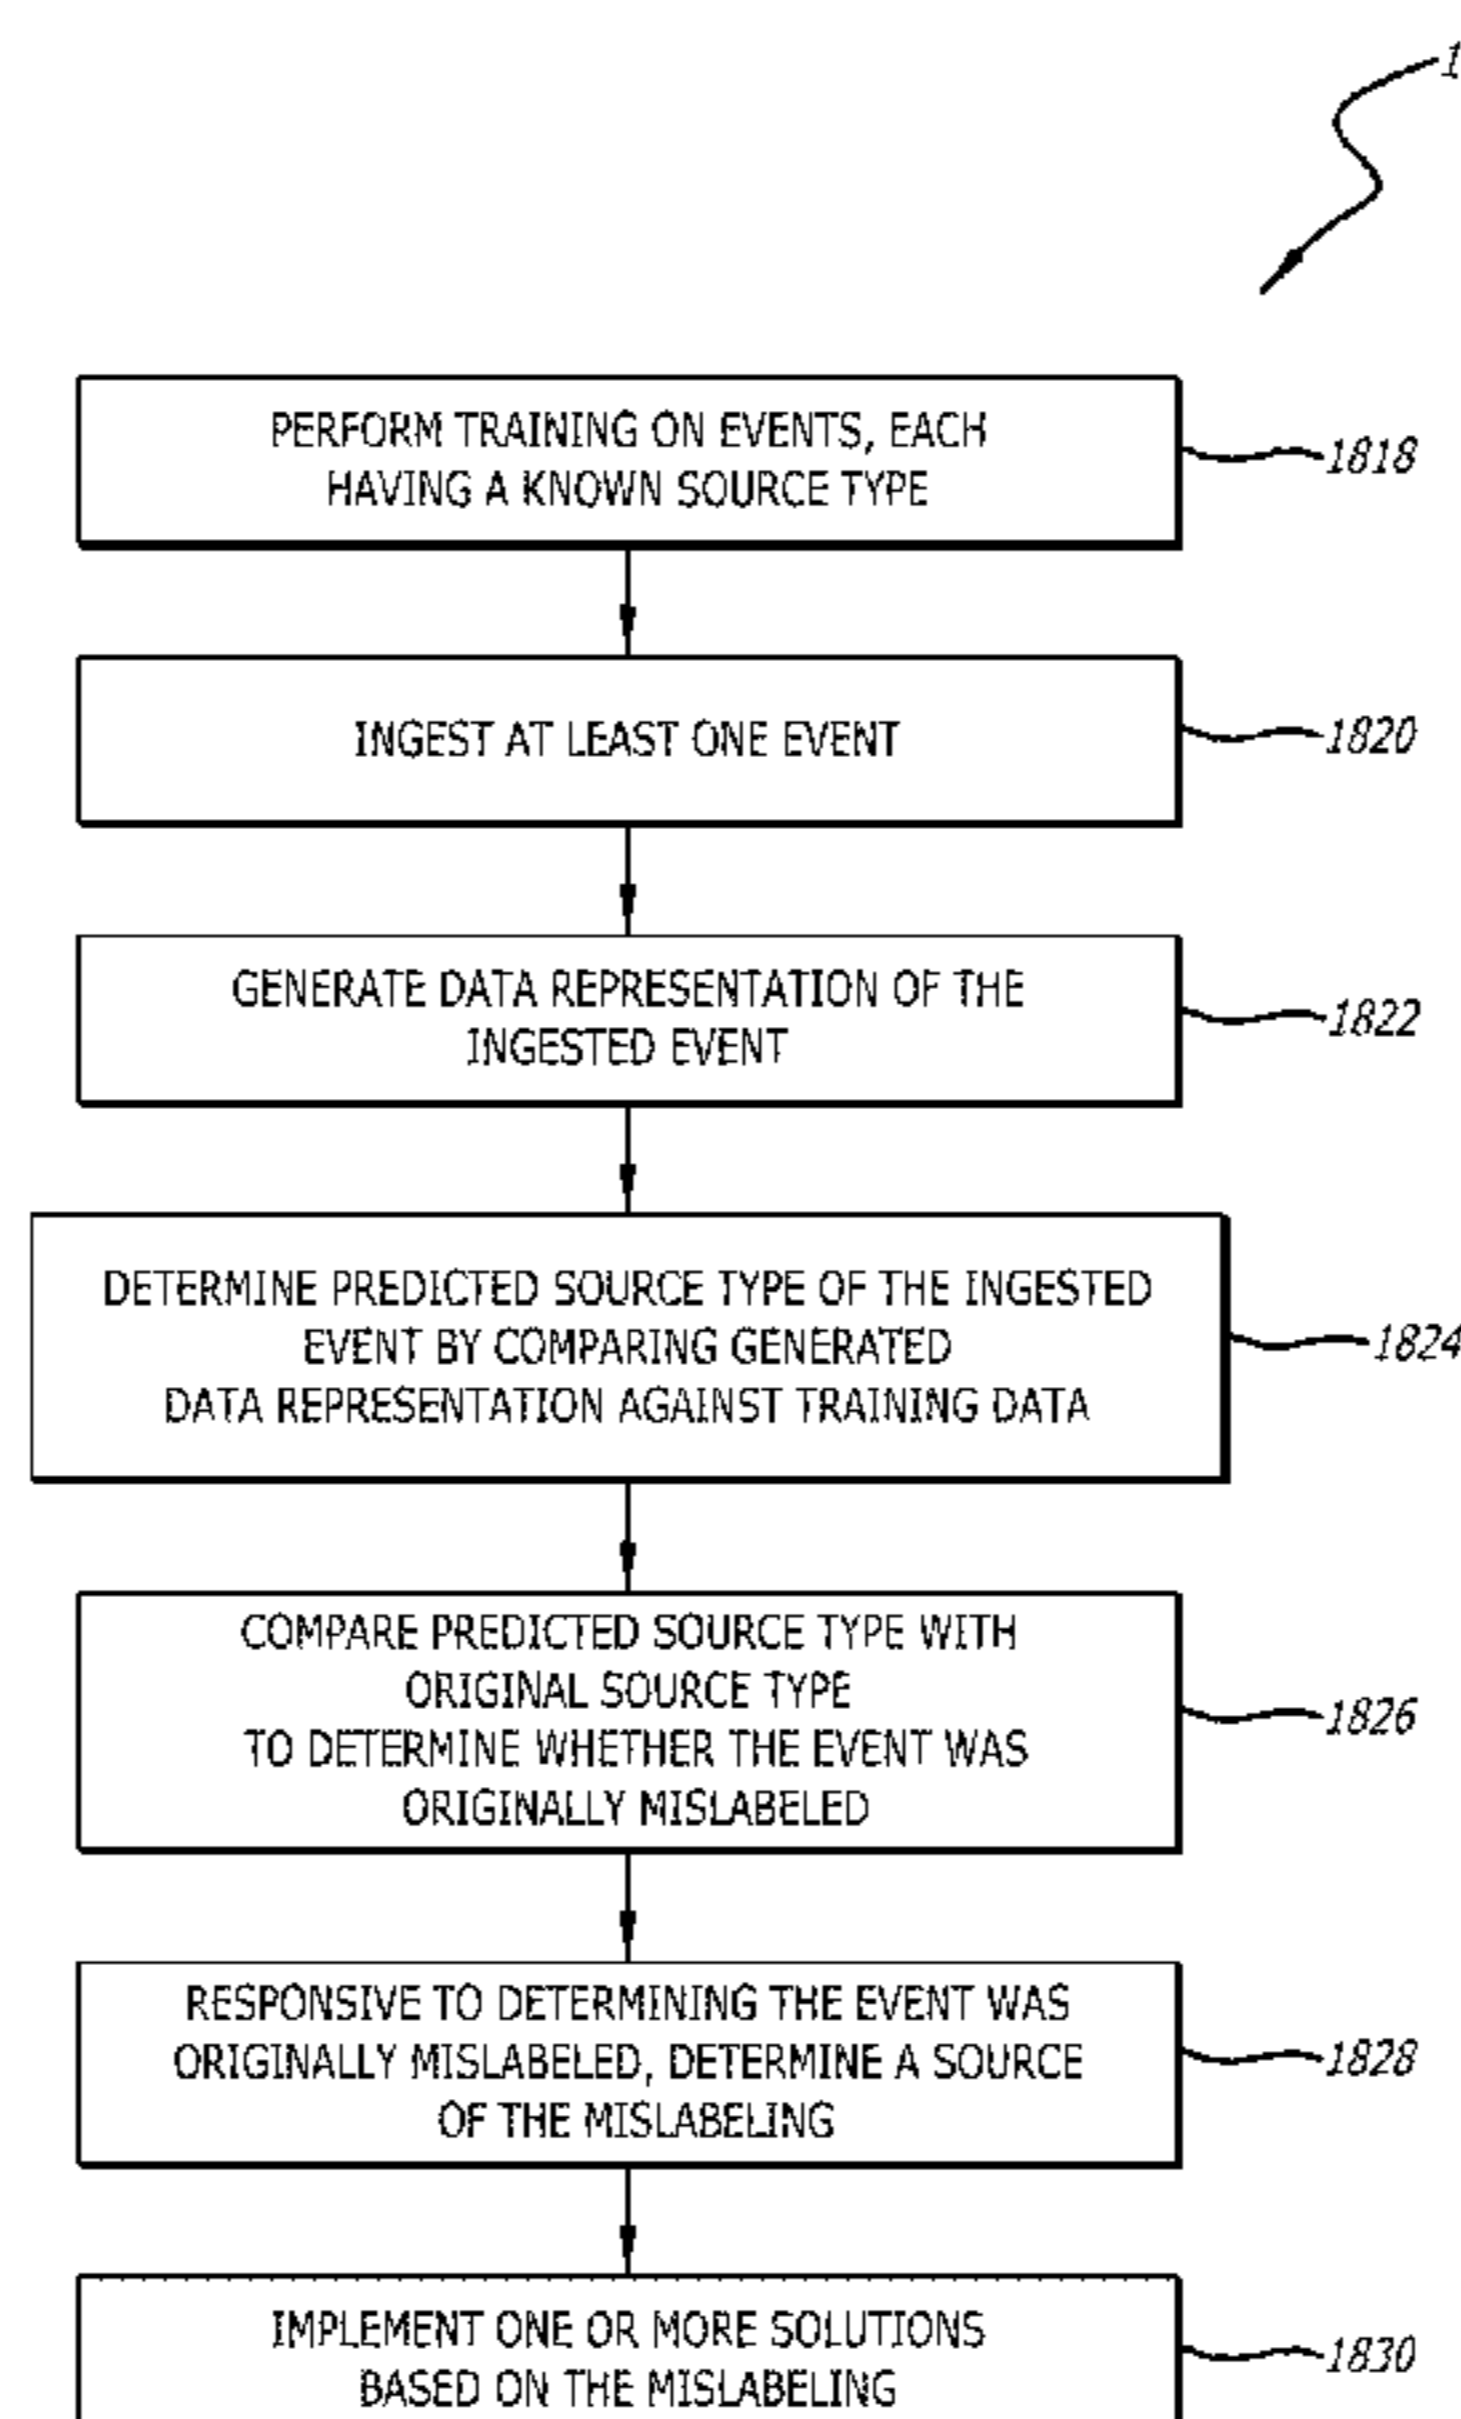 1
PERFORM TRAINING ON EVENTS, EACH
HAVING A KNOWN SOURCE TYPE
1818
INGEST AT LEAST ONE EVENT
1820
GENERATE DATA REPRESENTATION OF THE
INGESTED EVENT
1822
DETERMINE PREDICTED SOURCE TYPE OF THE INGESTED
EVENT BY COMPARING GENERATED
DATA REPRESENTATION AGAINST TRAINING DATA
1824
COMPARE PREDICTED SOURCE TYPE WITH
ORIGINAL SOURCE TYPE
TO DETERMINE WHETHER THE EVENT WAS
ORIGINALLY MISLABELED
1826
RESPONSIVE TO DETERMINING THE EVENT WAS
ORIGINALLY MISLABELED, DETERMINE A SOURCE
OF THE MISLABELING
1828
IMPLEMENT ONE OR MORE SOLUTIONS
BASED ON THE MISLABELING
1830